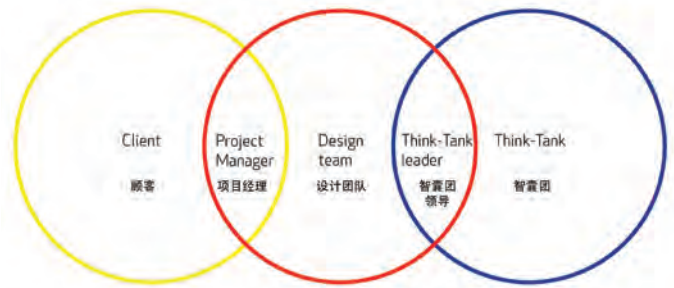 Client
顾客
Project
Manager
项目经理
Design
team
设计团队
Think-Tank
leader
智囊团
领导
Think-Tank
智囊团